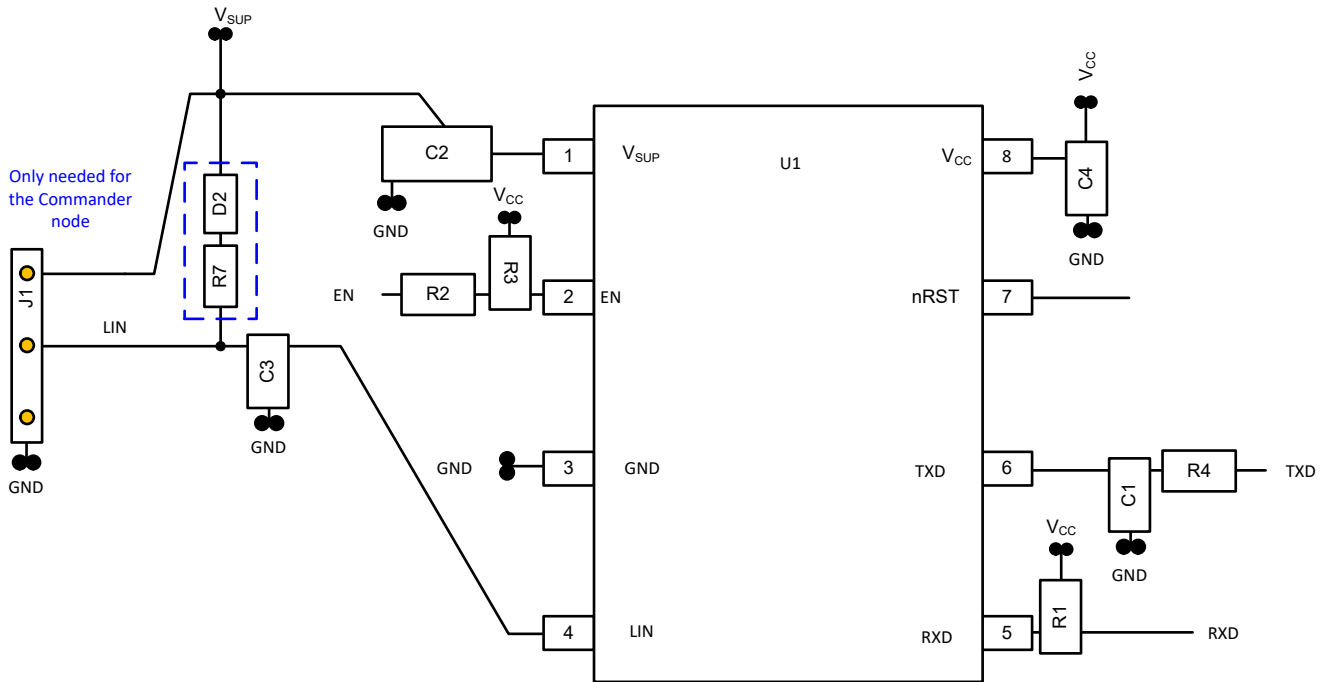 VSUP
Only needed for
the Commander
node
J1
LIN
GND
D2
R7
C3
GND
C2
GND
VCC
R3
EN
R2
GND
U1
1
VSUP
2
EN
3
GND
4
LIN
VCC
8
nRST
7
TXD
6
RXD
5
VCC
C4
GND
C1
R4
TXD
GND
VCC
R1
RXD